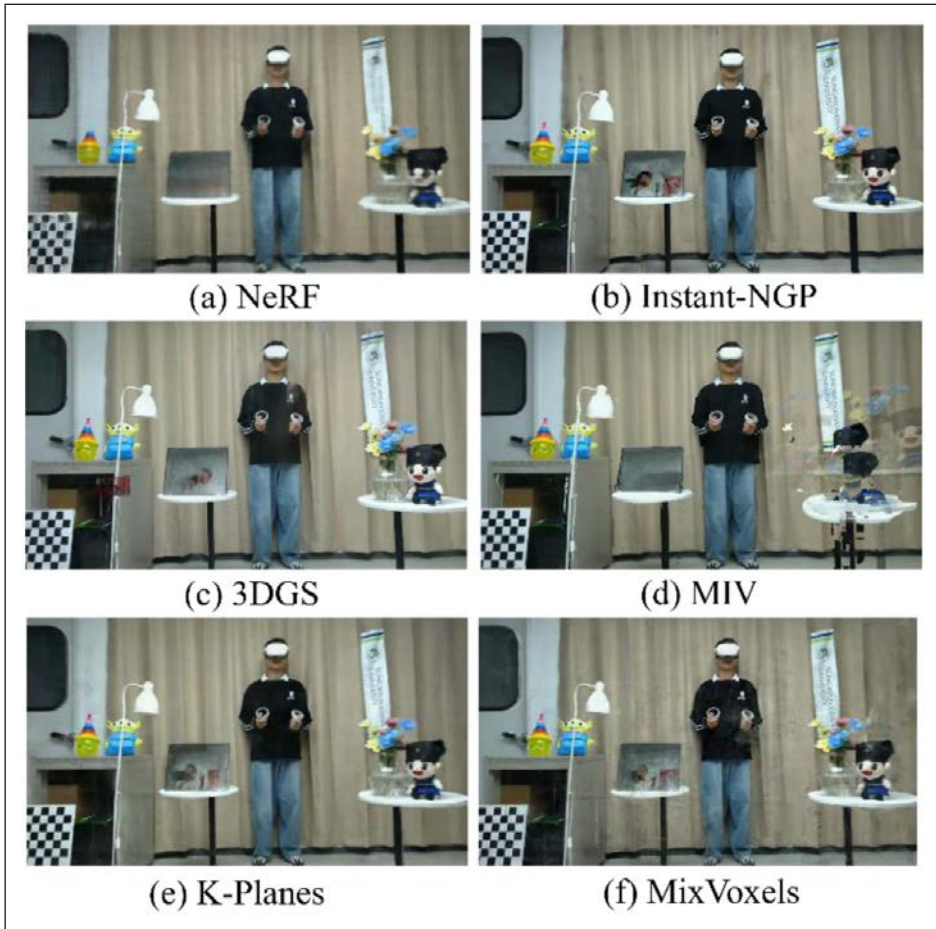 (a) NeRF
(b) Instant-NGP
(c) 3DGS
(d) MIV
(e) K-Planes
(f) MixVoxels